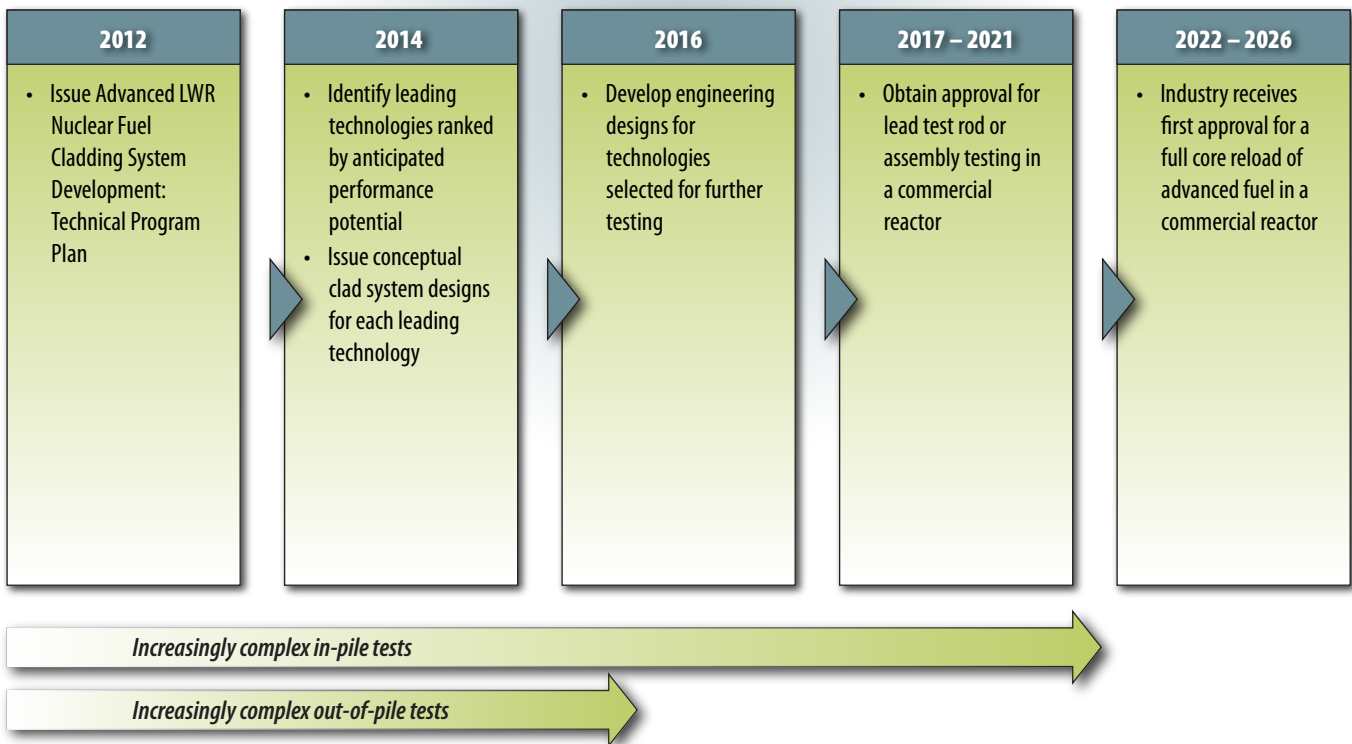 2012
• Issue Advanced LWR
Nuclear Fuel
Cladding System
Development:
Technical Program
Plan
2014
• Identify leading
technologies ranked
by anticipated
performance
potential
• Issue conceptual
clad system designs
for each leading
technology
2016
• Develop engineering
designs for
technologies
selected for further
testing
2017 – 2021
• Obtain approval for
lead test rod or
assembly testing in
a commercial
reactor
2022 – 2026
• Industry receives
first approval for a
full core reload of
advanced fuel in a
commercial reactor
Increasingly complex in-pile tests
Increasingly complex out-of-pile tests